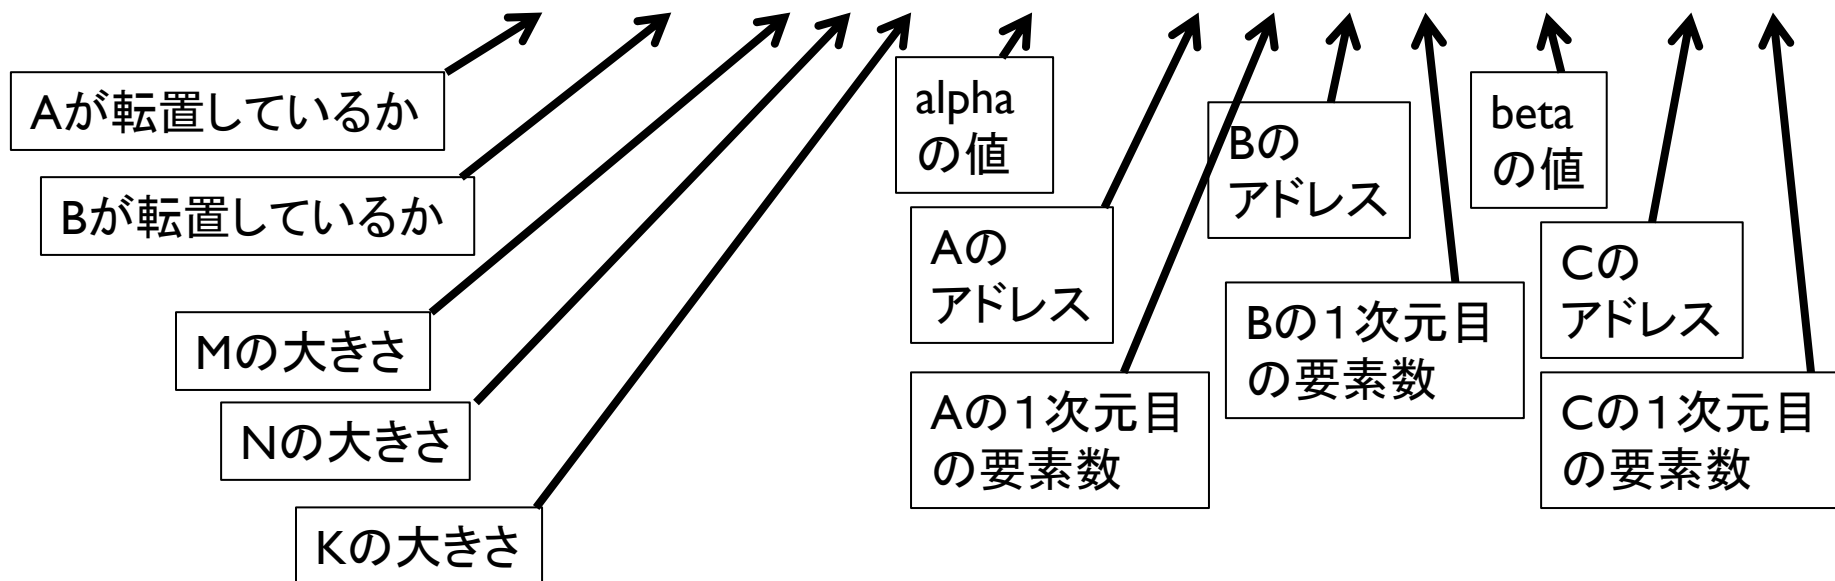 Aが転置しているか
Bが転置しているか
Mの大きさ
Nの大きさ
Kの大きさ
alpha
の値
Aの
アドレス
Aの１次元目
の要素数
Bの
アドレス
Bの１次元目
の要素数
beta
の値
Cの
アドレス
Cの１次元目
の要素数